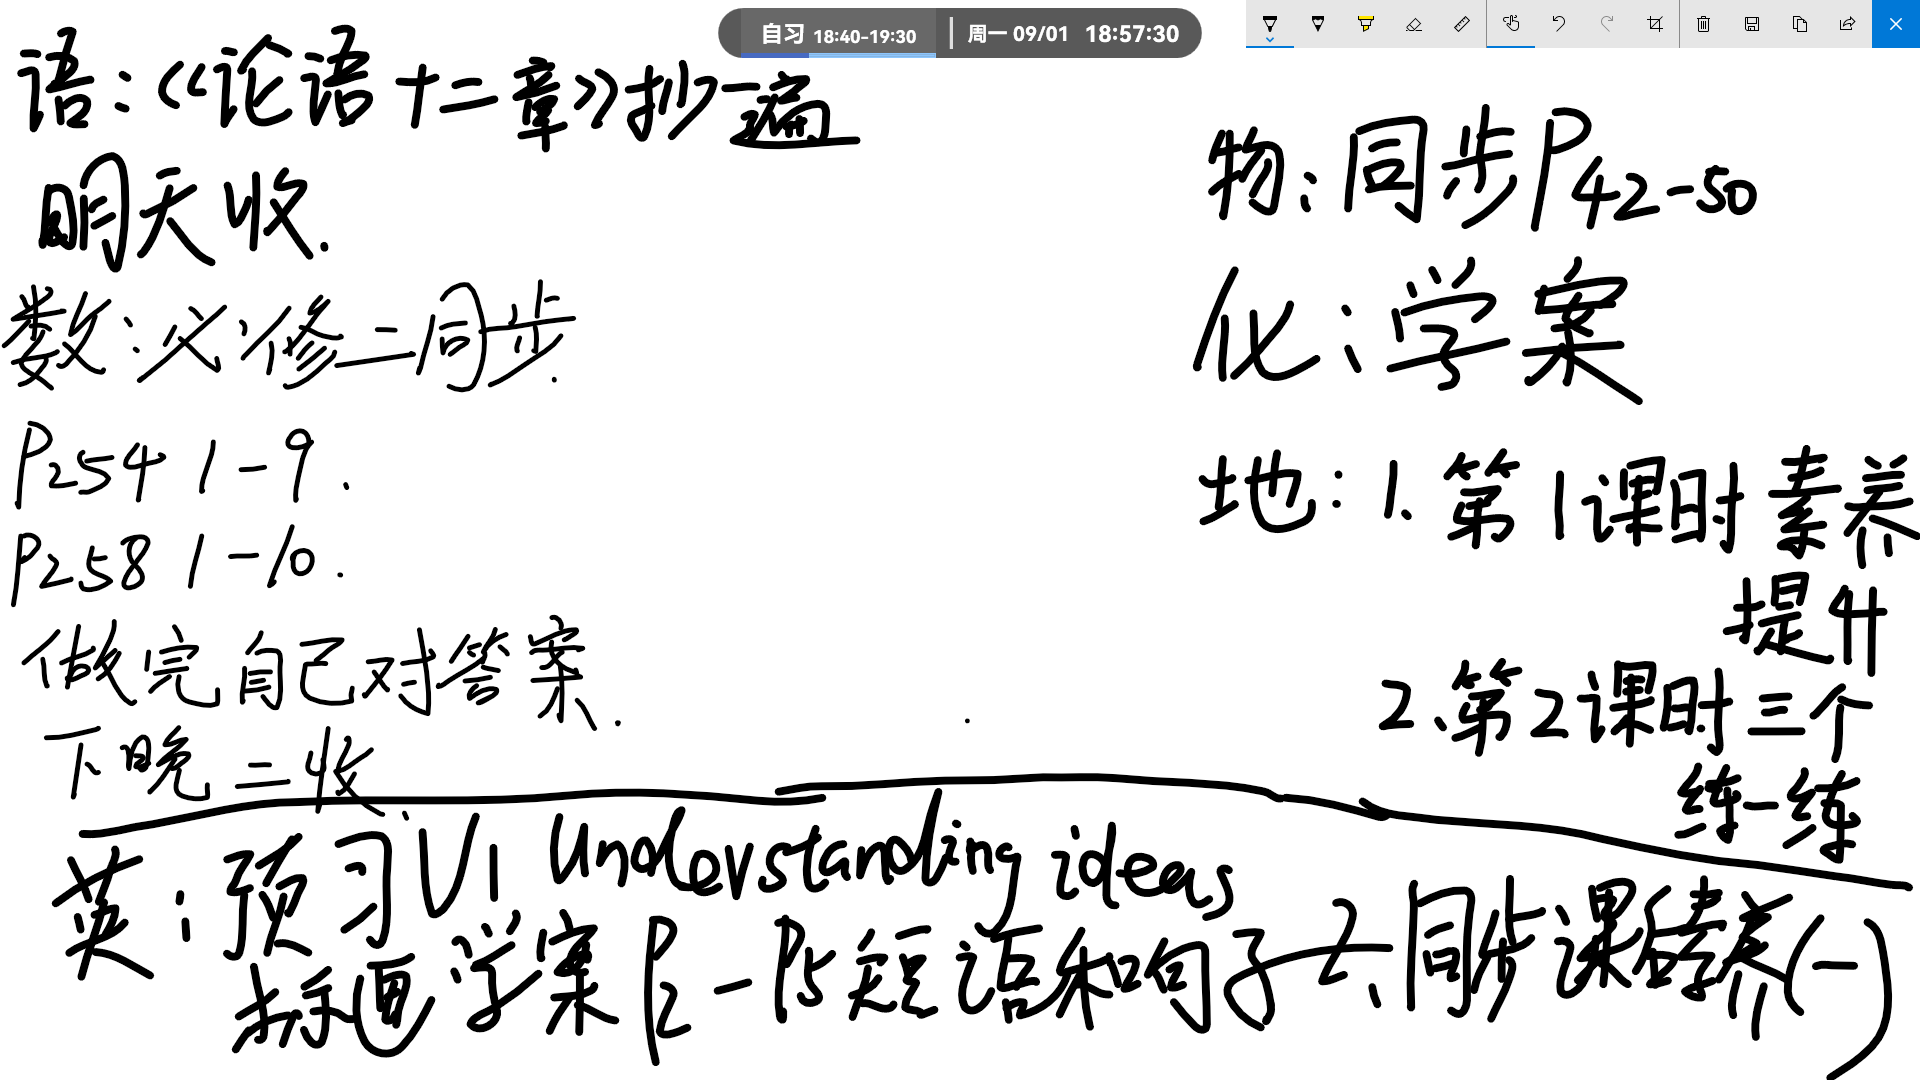 自习 18:40-19:30 周一 09/01 18:57:30
语:《论语十二章》抄一遍
明天收.
数:必修二同步.
P254 1-9.
P258 1-10.
做完自己对答案.
下晚二收.
物:同步P42-50
化:学案
地:1.第1课时素养
提升
2.第2课时三个
练一练
英:预习U1 Understanding ideas
标画学案P2-P5短语和句子 2.同步课后素养(一)